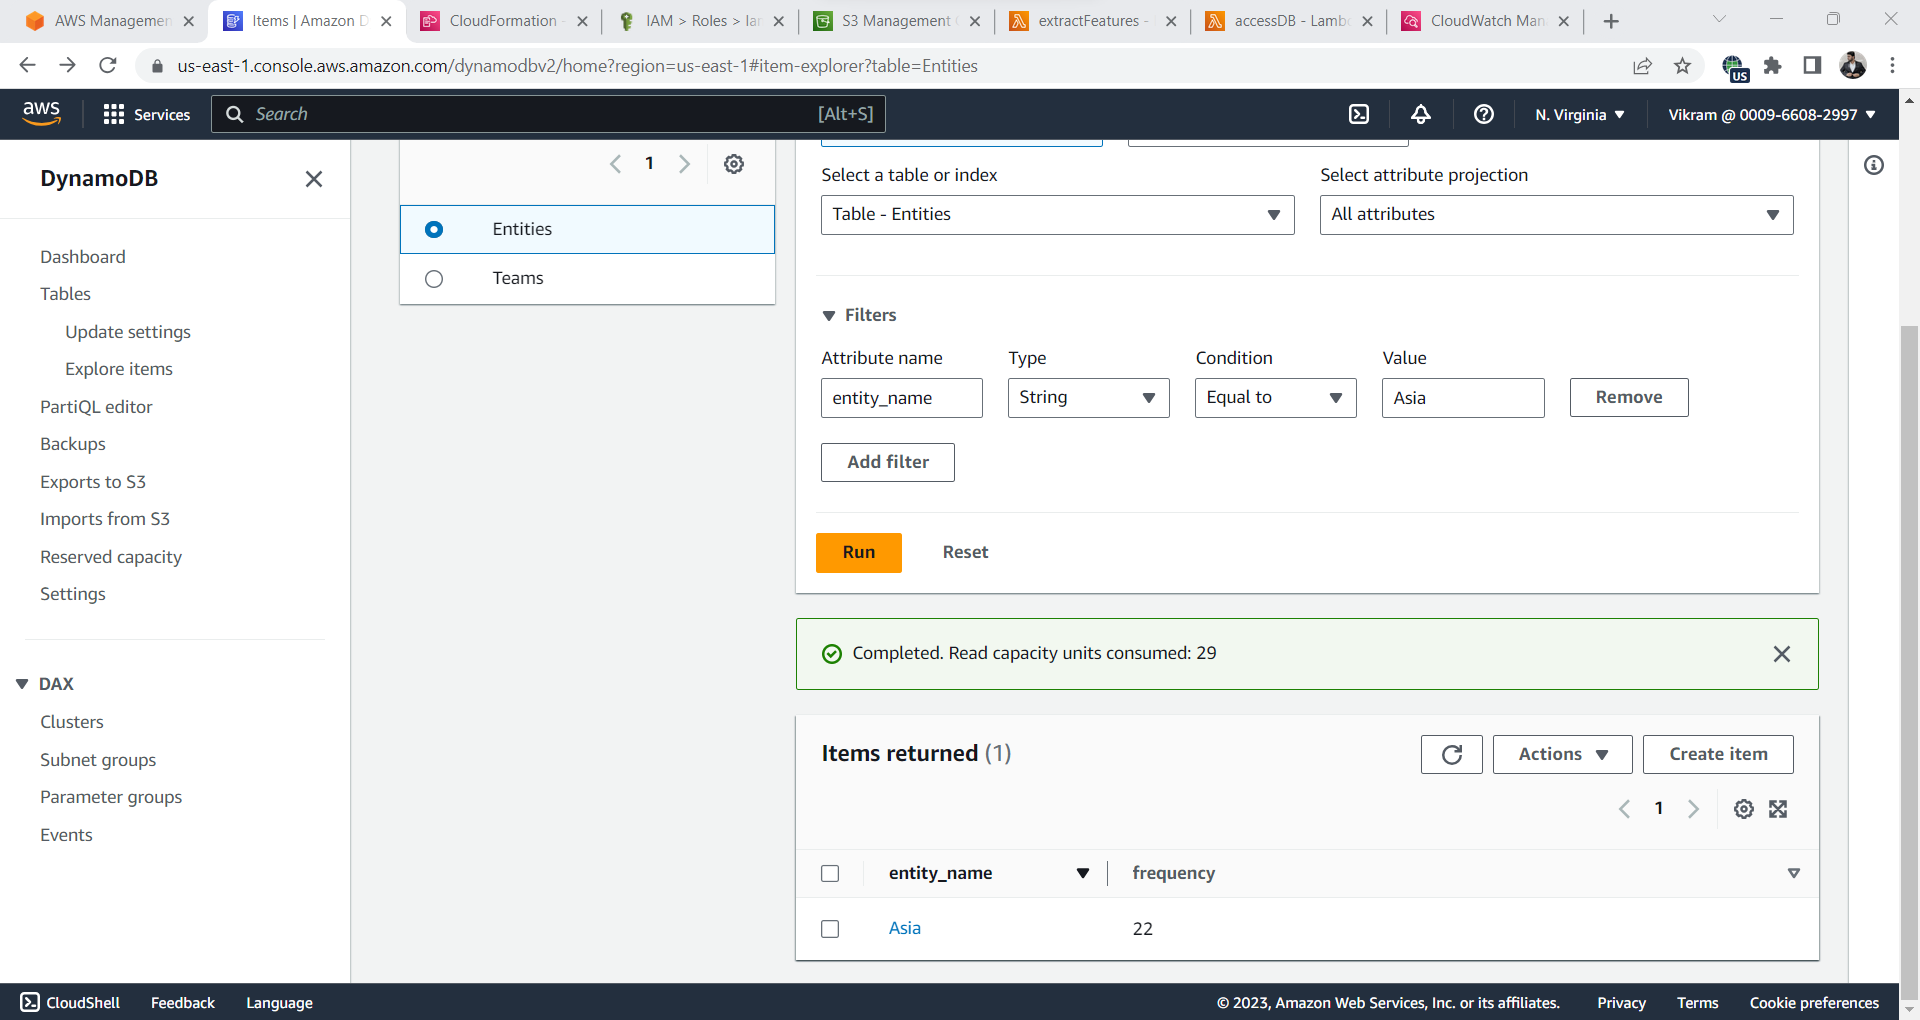 AWS Managemen
Items | Amazon D
CloudFormation -
IAM > Roles > lar
S3 Management
extractFeatures -
accessDB - Lamb
CloudWatch Man
us-east-1.console.aws.amazon.com/dynamodbv2/home?region=us-east-1#item-explorer?table=Entities
US
aws
Services
Search
[Alt+S]
N. Virginia
Vikram @ 0009-6608-2997
DynamoDB
Dashboard
Tables
Update settings
Explore items
PartiQL editor
Backups
Exports to S3
Imports from S3
Reserved capacity
Settings
DAX
Clusters
Subnet groups
Parameter groups
Events
1
Entities
Teams
Select a table or index
Select attribute projection
Table - Entities
All attributes
Filters
Attribute name Type Condition Value
entity_name String Equal to Asia Remove
Add filter
Run Reset
Completed. Read capacity units consumed: 29
Items returned (1)
Actions
Create item
1
entity_name frequency
Asia 22
CloudShell Feedback Language
© 2023, Amazon Web Services, Inc. or its affiliates. Privacy Terms Cookie preferences